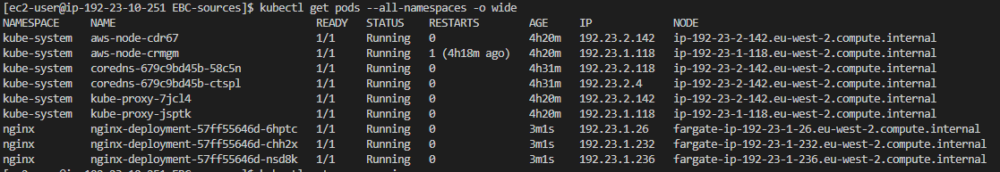 [ec2-user@ip-192-23-10-251 EBC-sources]$ kubectl get pods --all-namespaces -o wide
NAMESPACE NAME READY STATUS RESTARTS AGE IP NODE
kube-system aws-node-cdr67 1/1 Running 0 4h20m 192.23.2.142 ip-192-23-2-142.eu-west-2.compute.internal
kube-system aws-node-crmgm 1/1 Running 1 (4h18m ago) 4h20m 192.23.1.118 ip-192-23-1-118.eu-west-2.compute.internal
kube-system coredns-679c9bd45b-58c5n 1/1 Running 0 4h31m 192.23.2.118 ip-192-23-2-142.eu-west-2.compute.internal
kube-system coredns-679c9bd45b-ctspl 1/1 Running 0 4h31m 192.23.2.4 ip-192-23-2-142.eu-west-2.compute.internal
kube-system kube-proxy-7jcl4 1/1 Running 0 4h20m 192.23.2.142 ip-192-23-2-142.eu-west-2.compute.internal
kube-system kube-proxy-jsptk 1/1 Running 0 4h20m 192.23.1.118 ip-192-23-1-118.eu-west-2.compute.internal
nginx nginx-deployment-57ff55646d-6hptc 1/1 Running 0 3m1s 192.23.1.26 fargate-ip-192-23-1-26.eu-west-2.compute.internal
nginx nginx-deployment-57ff55646d-chh2x 1/1 Running 0 3m1s 192.23.1.232 fargate-ip-192-23-1-232.eu-west-2.compute.internal
nginx nginx-deployment-57ff55646d-nsd8k 1/1 Running 0 3m1s 192.23.1.236 fargate-ip-192-23-1-236.eu-west-2.compute.internal